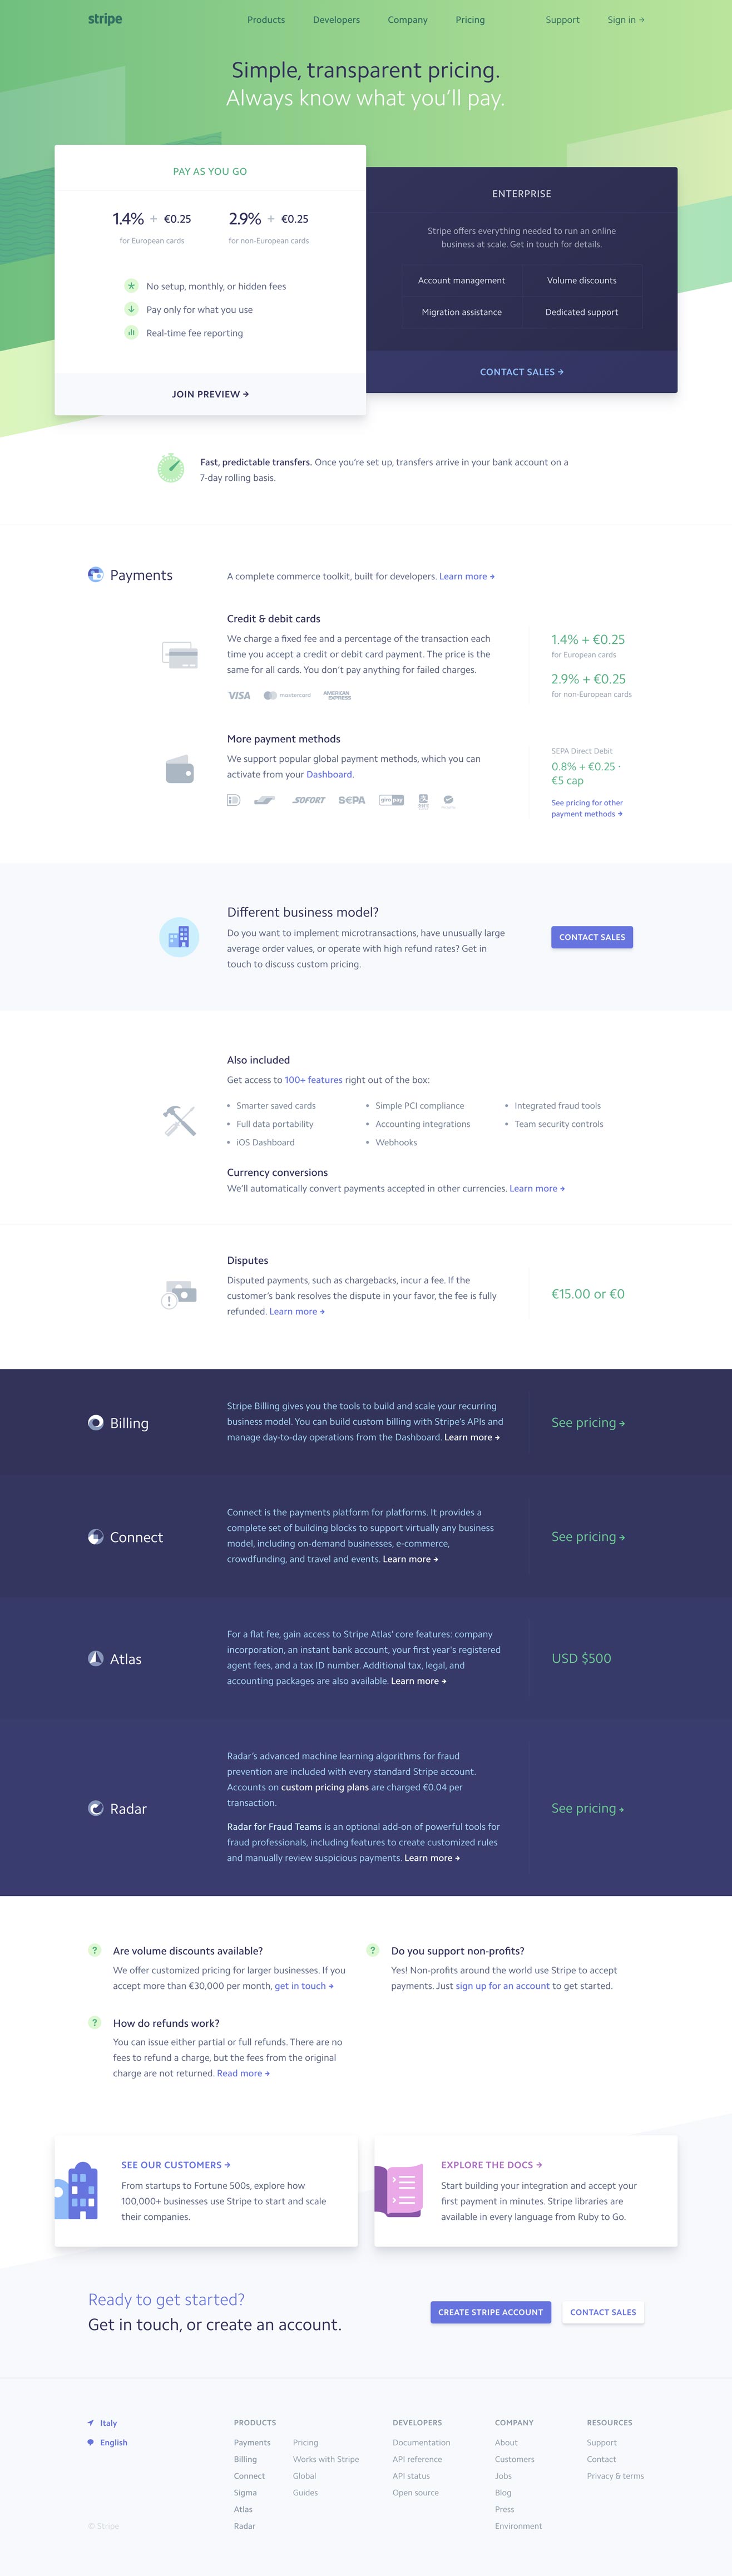 stripe
Products Developers Company Pricing Support Sign in →
Simple, transparent pricing.
Always know what you’ll pay.
PAY AS YOU GO
1.4% + €0.25 2.9% + €0.25
for European cards for non-European cards
No setup, monthly, or hidden fees
Pay only for what you use
Real-time fee reporting
JOIN PREVIEW →
ENTERPRISE
Stripe offers everything needed to run an online
business at scale. Get in touch for details.
Account management Volume discounts
Migration assistance Dedicated support
CONTACT SALES →
Fast, predictable transfers. Once you’re set up, transfers arrive in your bank account on a
7-day rolling basis.
Payments
A complete commerce toolkit, built for developers. Learn more →
Credit & debit cards
We charge a fixed fee and a percentage of the transaction each
time you accept a credit or debit card payment. The price is the
same for all cards. You don’t pay anything for failed charges.
VISA mastercard AMERICAN
EXPRESS
1.4% + €0.25
for European cards
2.9% + €0.25
for non-European cards
More payment methods
We support popular global payment methods, which you can
activate from your Dashboard.
iD SOFORT SEPA giropay
SEPA Direct Debit
0.8% + €0.25 ·
€5 cap
See pricing for other
payment methods →
Different business model?
Do you want to implement microtransactions, have unusually large
average order values, or operate with high refund rates? Get in
touch to discuss custom pricing.
CONTACT SALES
Also included
Get access to 100+ features right out of the box:
• Smarter saved cards • Simple PCI compliance • Integrated fraud tools
• Full data portability • Accounting integrations • Team security controls
• iOS Dashboard • Webhooks
Currency conversions
We’ll automatically convert payments accepted in other currencies. Learn more →
Disputes
Disputed payments, such as chargebacks, incur a fee. If the
customer’s bank resolves the dispute in your favor, the fee is fully
refunded. Learn more →
€15.00 or €0
Billing
Stripe Billing gives you the tools to build and scale your recurring
business model. You can build custom billing with Stripe’s APIs and
manage day-to-day operations from the Dashboard. Learn more →
See pricing →
Connect
Connect is the payments platform for platforms. It provides a
complete set of building blocks to support virtually any business
model, including on-demand businesses, e-commerce,
crowdfunding, and travel and events. Learn more →
See pricing →
Atlas
For a flat fee, gain access to Stripe Atlas’ core features: company
incorporation, an instant bank account, your first year’s registered
agent fees, and a tax ID number. Additional tax, legal, and
accounting packages are also available. Learn more →
USD $500
Radar
Radar’s advanced machine learning algorithms for fraud
prevention are included with every standard Stripe account.
Accounts on custom pricing plans are charged €0.04 per
transaction.
Radar for Fraud Teams is an optional add-on of powerful tools for
fraud professionals, including features to create customized rules
and manually review suspicious payments. Learn more →
See pricing →
? Are volume discounts available?
We offer customized pricing for larger businesses. If you
accept more than €30,000 per month, get in touch →
? Do you support non-profits?
Yes! Non-profits around the world use Stripe to accept
payments. Just sign up for an account to get started.
? How do refunds work?
You can issue either partial or full refunds. There are no
fees to refund a charge, but the fees from the original
charge are not returned. Read more →
SEE OUR CUSTOMERS →
From startups to Fortune 500s, explore how
100,000+ businesses use Stripe to start and scale
their companies.
EXPLORE THE DOCS →
Start building your integration and accept your
first payment in minutes. Stripe libraries are
available in every language from Ruby to Go.
Ready to get started?
Get in touch, or create an account.
CREATE STRIPE ACCOUNT CONTACT SALES
Italy
English
© Stripe
PRODUCTS
Payments Pricing
Billing Works with Stripe
Connect Global
Sigma Guides
Atlas
Radar
DEVELOPERS
Documentation
API reference
API status
Open source
COMPANY
About
Customers
Jobs
Blog
Press
Environment
RESOURCES
Support
Contact
Privacy & terms